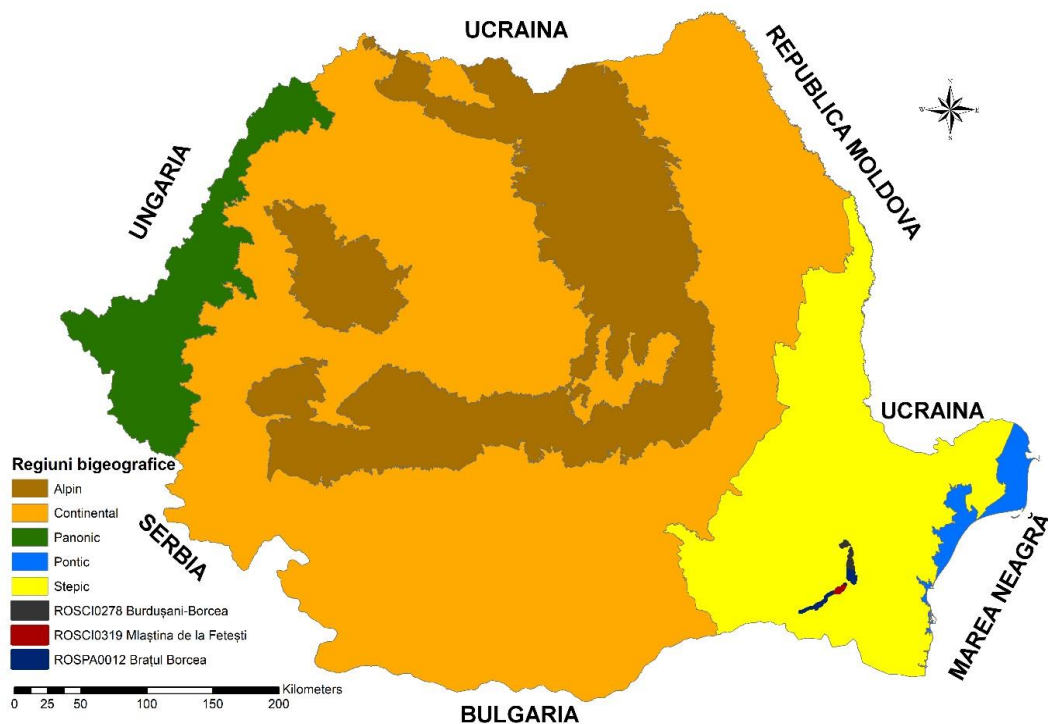 UCRAINA
REPUBLICA MOLDOVA
UNGARIA
UCRAINA
SERBIA
MAREA NEAGRĂ
BULGARIA
Regiuni bigeografice
Alpin
Continental
Panonic
Pontic
Stepic
ROSCI0278 Burdușani-Borcea
ROSCI0319 Mlaștina de la Fetești
ROSPA0012 Brațul Borcea
Kilometers
0 25 50 100 150 200